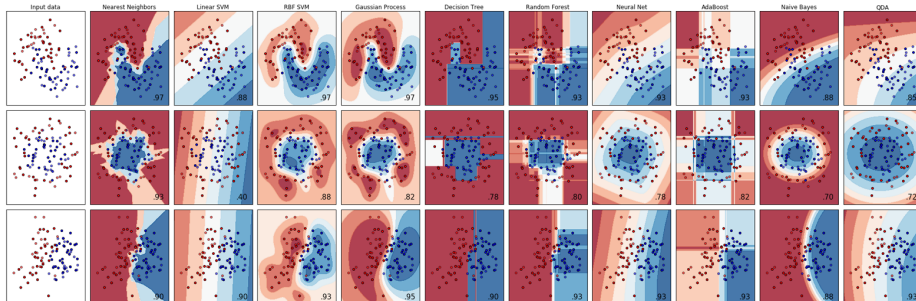 Input data
Nearest Neighbors
Linear SVM
RBF SVM
Gaussian Process
Decision Tree
Random Forest
Neural Net
AdaBoost
Naive Bayes
QDA
.97
.88
.97
.97
.95
.93
.93
.93
.88
.85
.93
.40
.88
.82
.78
.80
.78
.82
.70
.72
.90
.90
.93
.95
.90
.93
.93
.93
.88
.93